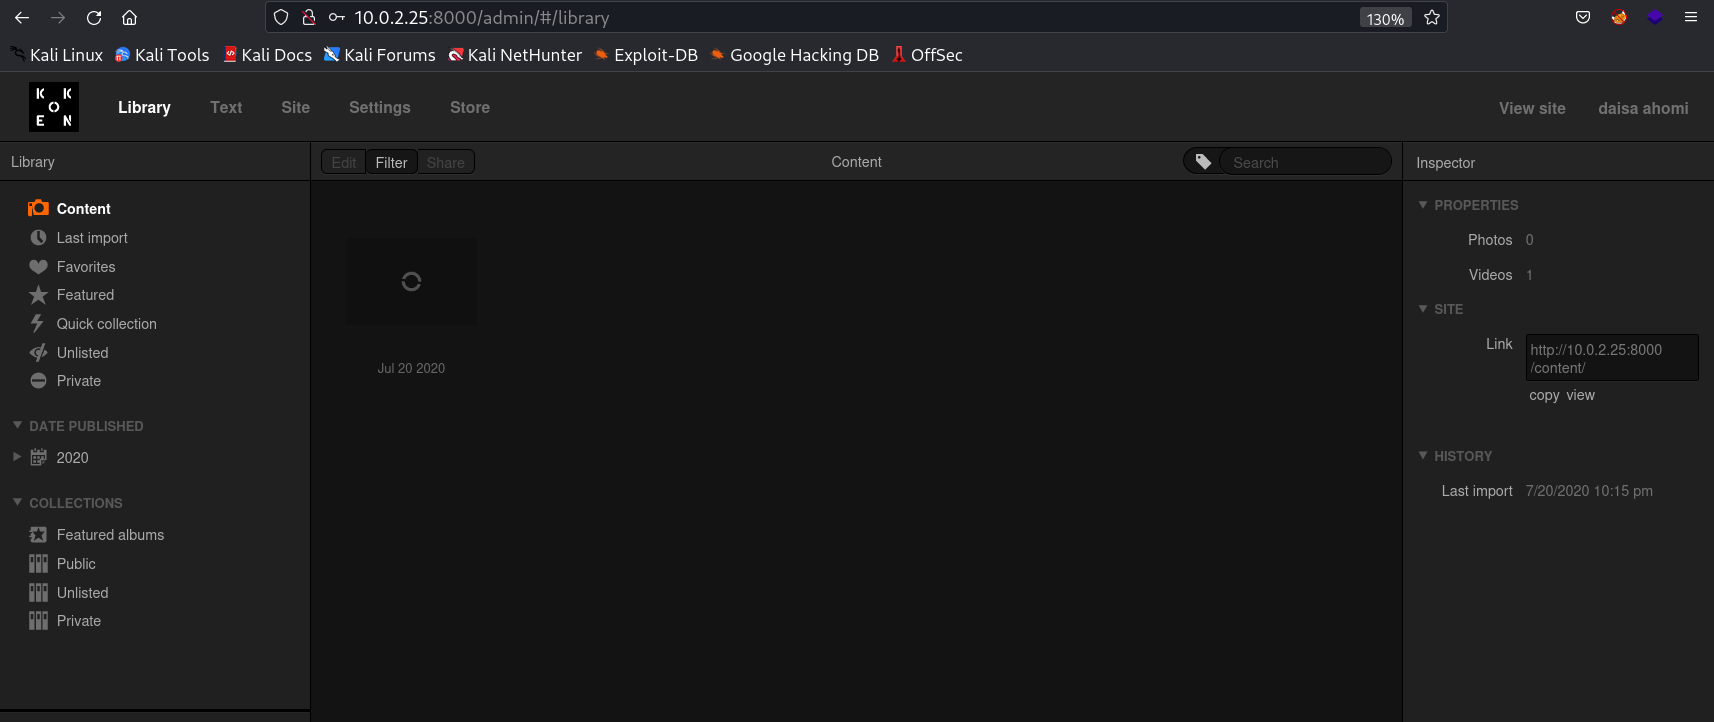 10.0.2.25:8000/admin/#/library 130%
Kali Linux Kali Tools Kali Docs Kali Forums Kali NetHunter Exploit-DB Google Hacking DB OffSec
K K
O
E N
Library Text Site Settings Store View site daisa ahomi
Library
Edit Filter Share Content Search
Inspector
Content
Last import
Favorites
Featured
Quick collection
Unlisted
Private
DATE PUBLISHED
2020
COLLECTIONS
Featured albums
Public
Unlisted
Private
Jul 20 2020
PROPERTIES
Photos 0
Videos 1
SITE
Link http://10.0.2.25:8000
/content/
copy view
HISTORY
Last import 7/20/2020 10:15 pm